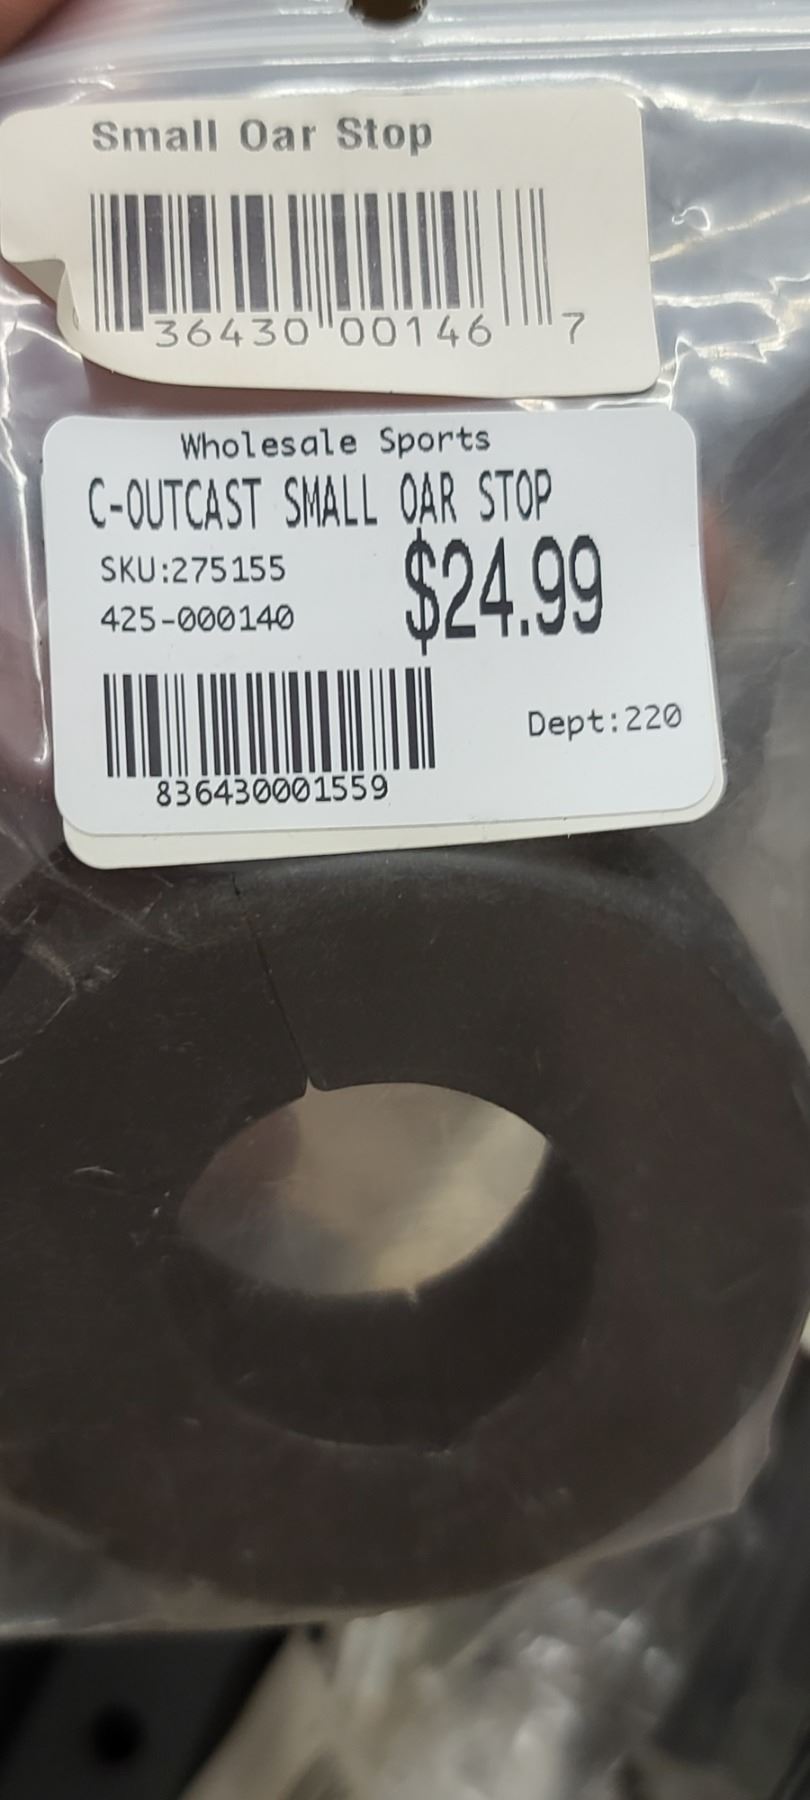 Small Oar Stop
36430 00146 7
Wholesale Sports
C-OUTCAST SMALL OAR STOP
SKU:275155
$24.99
425-000140
Dept:220
836430001559